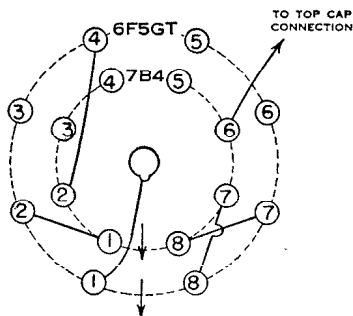 TO TOP CAP
CONNECTION
4 6F5GT 5
4 7B4 5
3 3 6 6
2 2 7 7
1 8
1 8